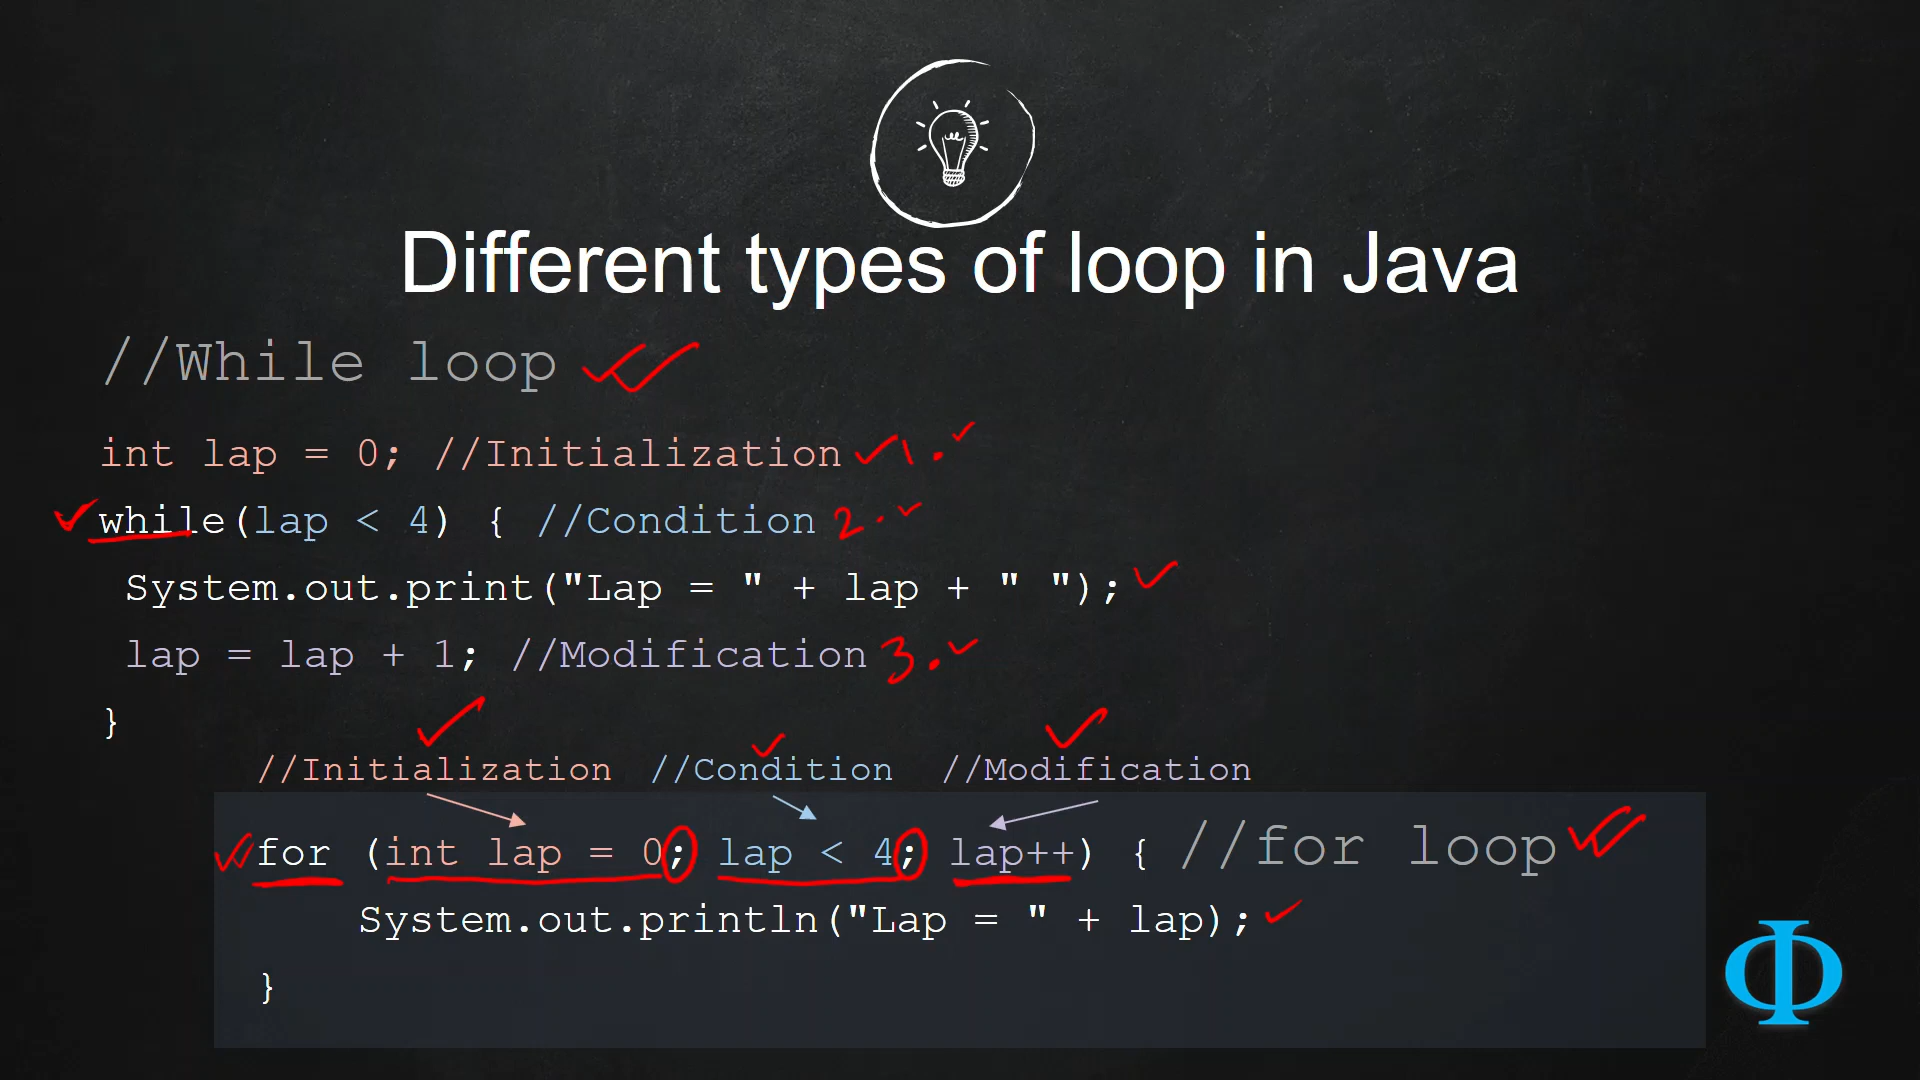 Different types of loop in Java
//While loop
int lap = 0; //Initialization 1.
while(lap < 4) { //Condition 2.
System.out.print("Lap = " + lap + " ");
lap = lap + 1; //Modification 3.
}
//Initialization //Condition //Modification
for (int lap = 0; lap < 4; lap++) { //for loop
System.out.println("Lap = " + lap);
}
Φ